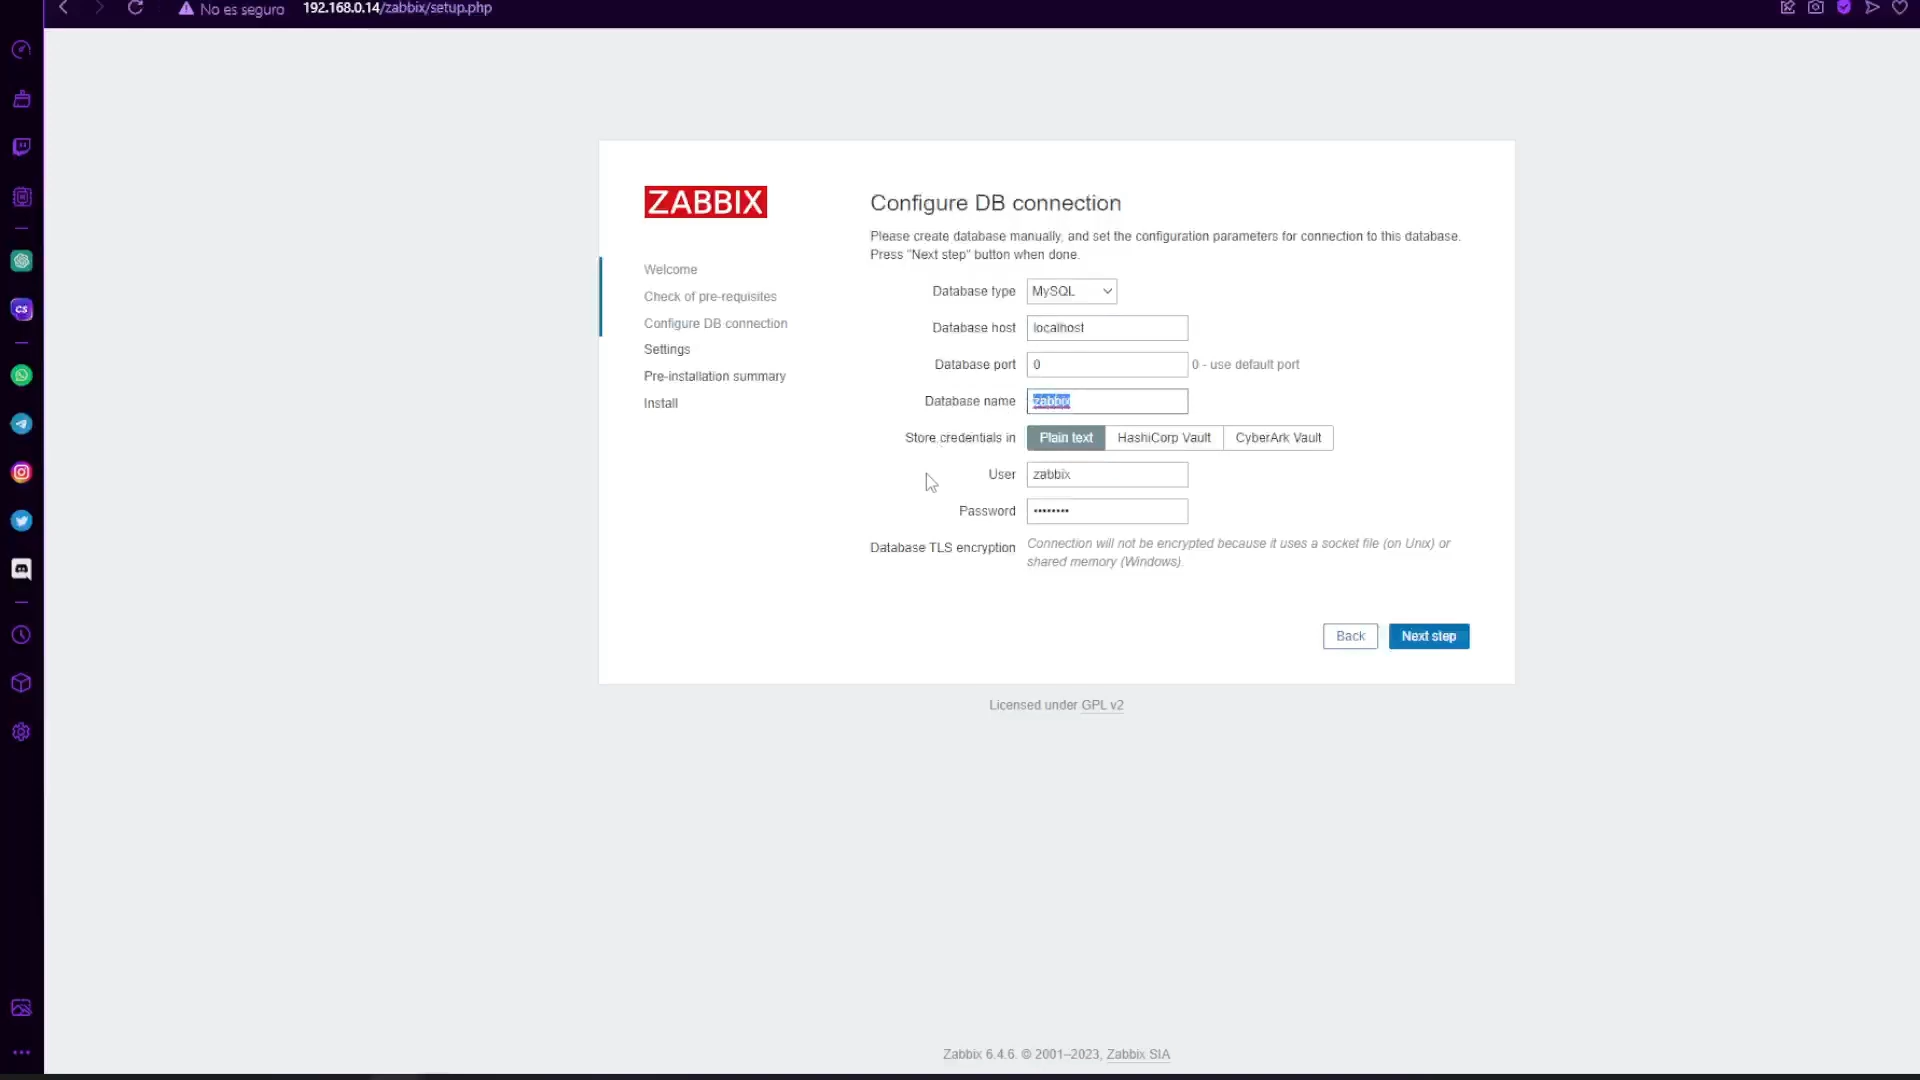 No es seguro 192.168.0.14/zabbix/setup.php
CS
ZABBIX
Welcome
Check of pre-requisites
Configure DB connection
Settings
Pre-installation summary
Install
Configure DB connection
Please create database manually, and set the configuration parameters for connection to this database.
Press "Next step" button when done.
Database type MySQL
Database host localhost
Database port 0 0 - use default port
Database name zabbix
Store credentials in Plain text HashiCorp Vault CyberArk Vault
User zabbix
Password ••••••••
Database TLS encryption Connection will not be encrypted because it uses a socket file (on Unix) or
shared memory (Windows).
Back Next step
Licensed under GPL v2
Zabbix 6.4.6. © 2001–2023, Zabbix SIA